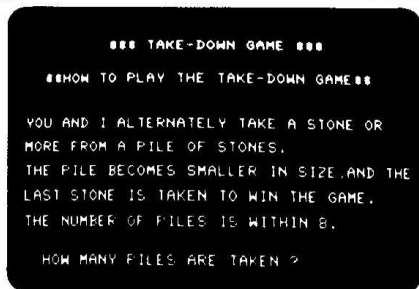 *** TAKE-DOWN GAME ***
**HOW TO PLAY THE TAKE-DOWN GAME**
YOU AND I ALTERNATELY TAKE A STONE OR
MORE FROM A PILE OF STONES.
THE PILE BECOMES SMALLER IN SIZE,AND THE
LAST STONE IS TAKEN TO WIN THE GAME.
THE NUMBER OF PILES IS WITHIN 8.
HOW MANY PILES ARE TAKEN ?